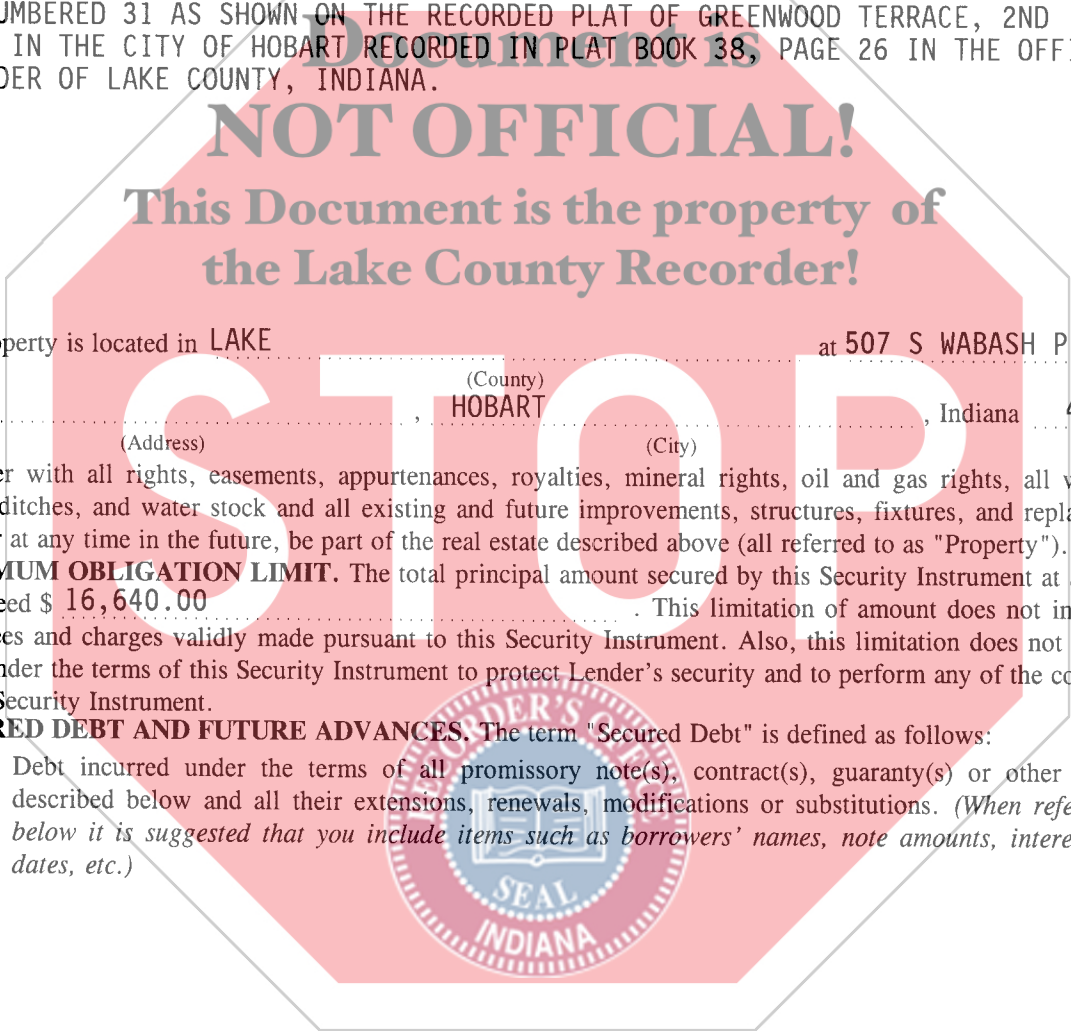 UMBERED 31 AS SHOWN ON THE RECORDED PLAT OF GREENWOOD TERRACE, 2ND
IN THE CITY OF HOBART RECORDED IN PLAT BOOK 38, PAGE 26 IN THE OFFI
DER OF LAKE COUNTY, INDIANA.
Document is
NOT OFFICIAL!
This Document is the property of
the Lake County Recorder!
STOP
perty is located in LAKE at 507 S WABASH P
(County)
, HOBART , Indiana 4
(Address) (City)
er with all rights, easements, appurtenances, royalties, mineral rights, oil and gas rights, all w
ditches, and water stock and all existing and future improvements, structures, fixtures, and repla
at any time in the future, be part of the real estate described above (all referred to as "Property").
MUM OBLIGATION LIMIT. The total principal amount secured by this Security Instrument at
eed $ 16,640.00 . This limitation of amount does not in
es and charges validly made pursuant to this Security Instrument. Also, this limitation does not
nder the terms of this Security Instrument to protect Lender's security and to perform any of the co
Security Instrument.
RED DEBT AND FUTURE ADVANCES. The term "Secured Debt" is defined as follows:
Debt incurred under the terms of all promissory note(s), contract(s), guaranty(s) or other
described below and all their extensions, renewals, modifications or substitutions. (When refe
below it is suggested that you include items such as borrowers' names, note amounts, intere
dates, etc.)
RECORDER'S OFFICE
SEAL
INDIANA